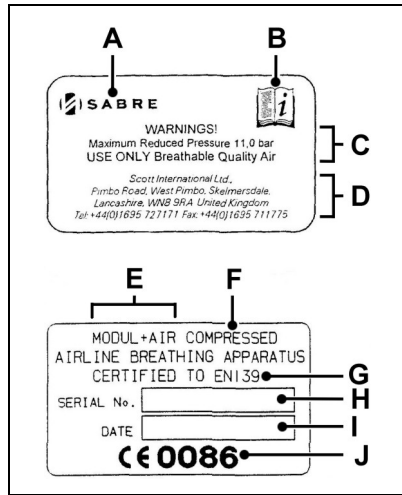 A B
SABRE i
WARNINGS!
Maximum Reduced Pressure 11,0 bar
USE ONLY Breathable Quality Air
C
Scott International Ltd.,
Pimbo Road, West Pimbo, Skelmersdale,
Lancashire, WN8 9RA United Kingdom
Tel: +44(0)1695 727171 Fax: +44(0)1695 711775
D
E F
MODUL+AIR COMPRESSED
AIRLINE BREATHING APPARATUS
CERTIFIED TO EN139 G
SERIAL No. H
DATE I
CE 0086 J